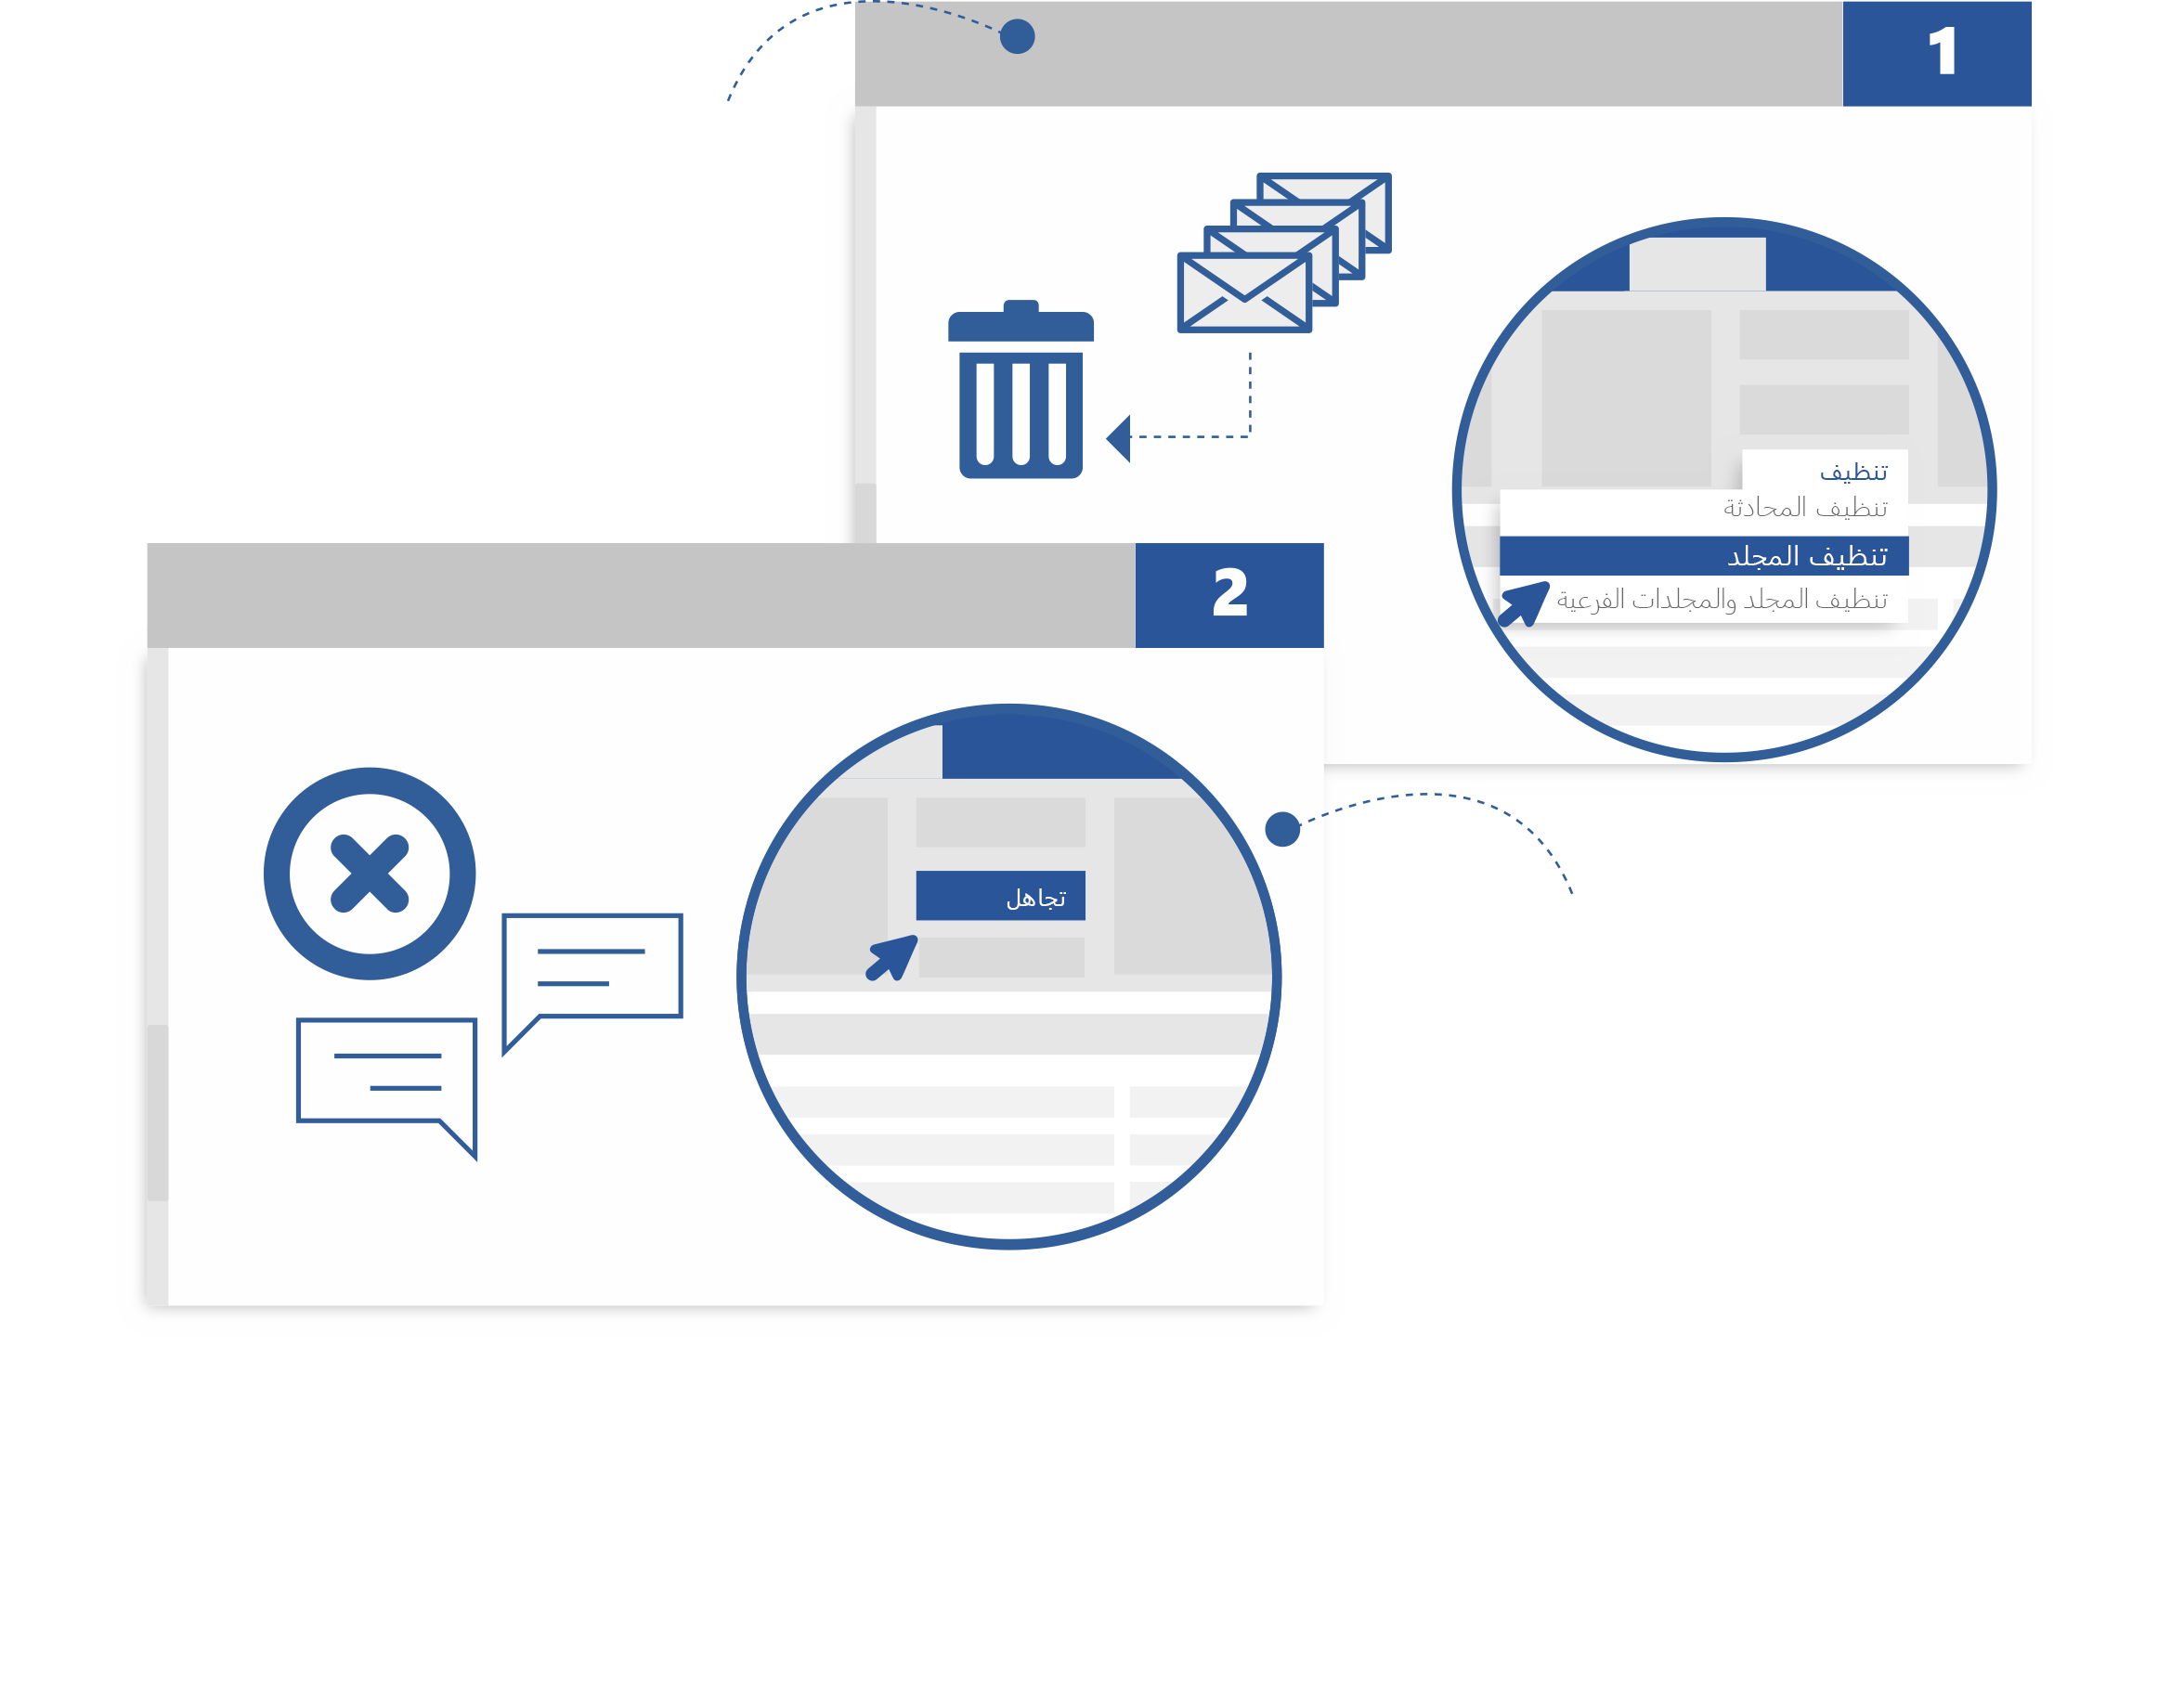 1
تنظيف
تنظيف المحادثة
تنظيف المجلد
تنظيف المجلد والمجلدات الفرعية
2
تجاهل